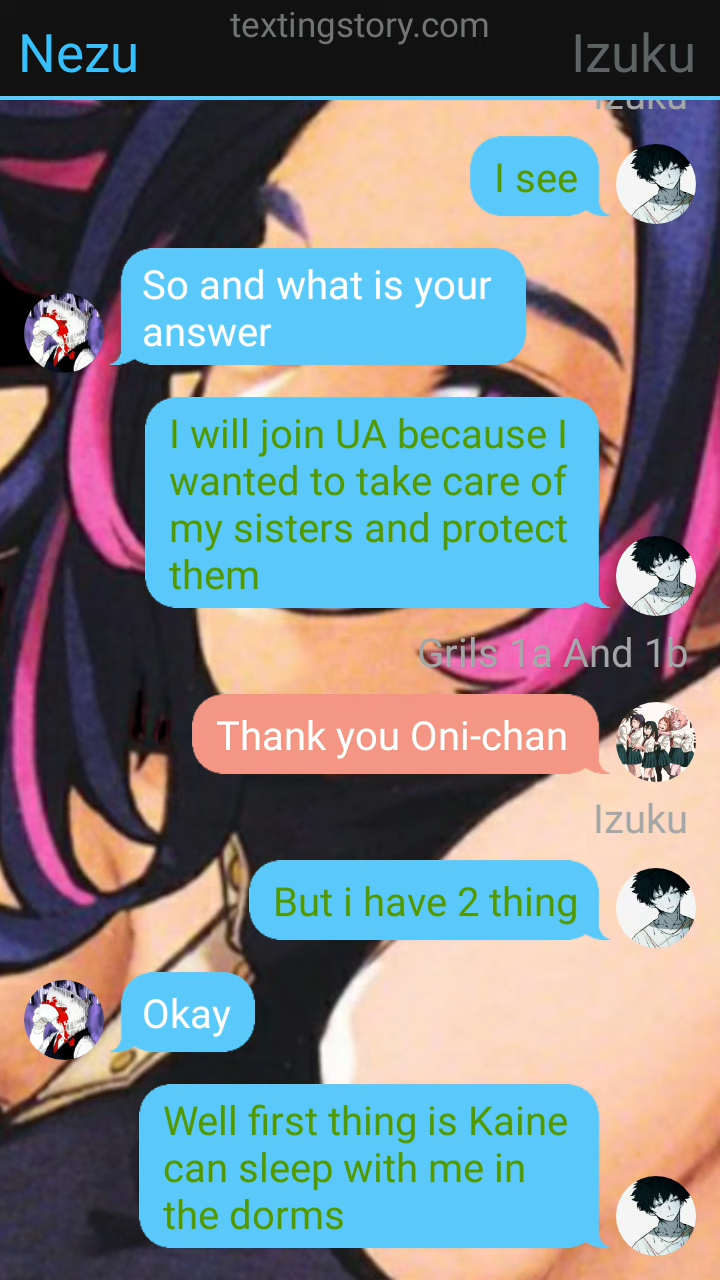 textingstory.com
Nezu
Izuku
Izuku
I see
So and what is your
answer
I will join UA because I
wanted to take care of
my sisters and protect
them
Grils 1a And 1b
Thank you Oni-chan
Izuku
But i have 2 thing
Okay
Well first thing is Kaine
can sleep with me in
the dorms